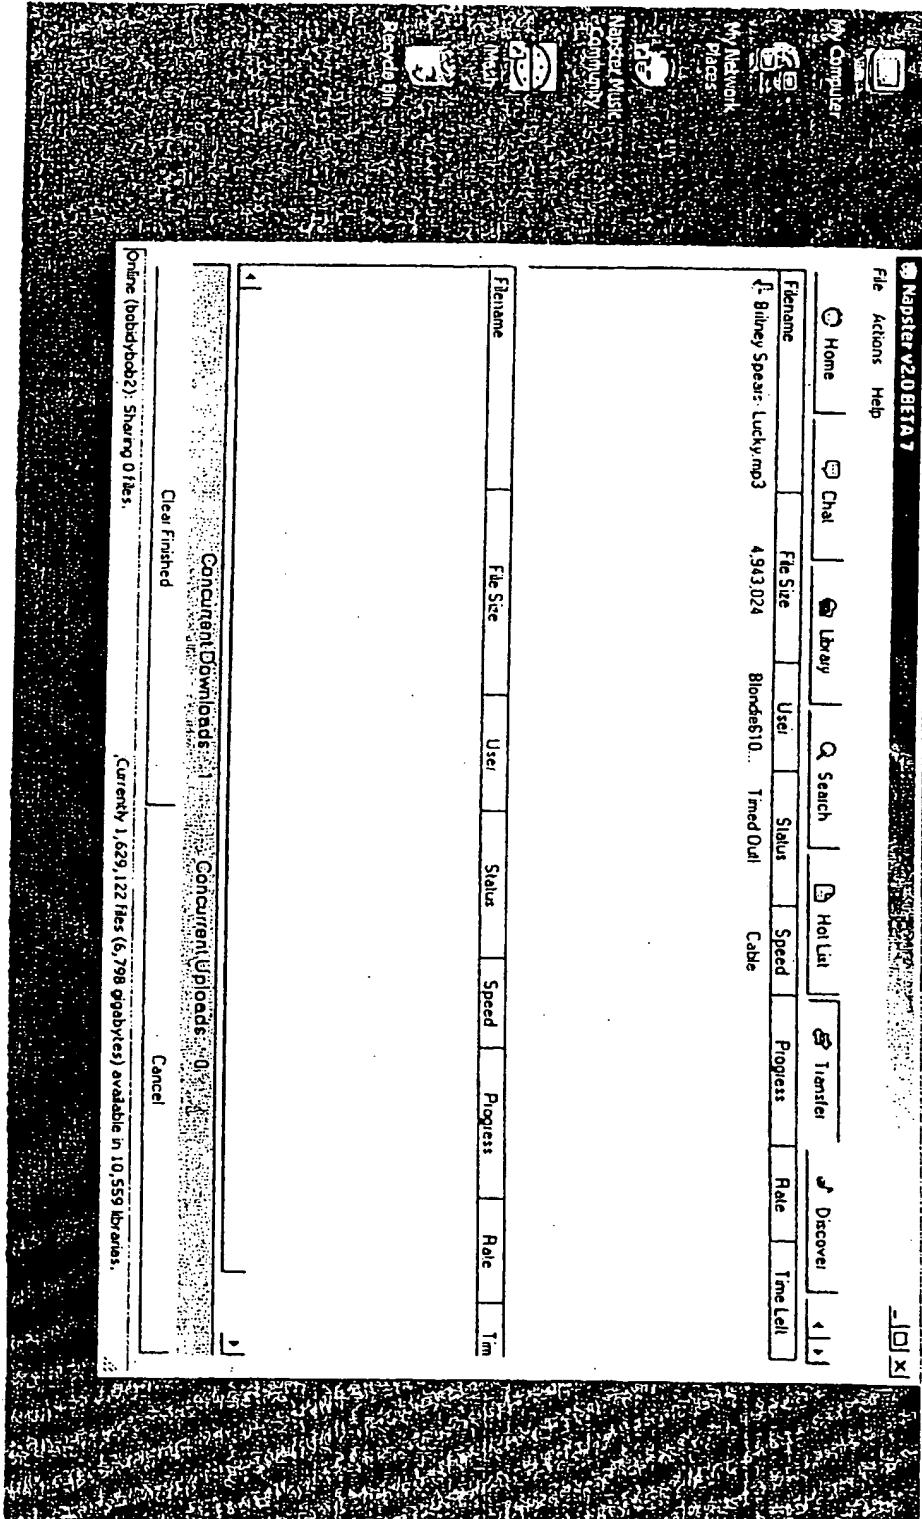 My Computer
My Network
Places
Napster Music
Community
Recycle Bin
Napster v2.0 BETA 7
File Actions Help
Home Chat Library Search Hot List Transfer Discover
Filename File Size User Status Speed Progress Rate Time Left
Britney Spears- Lucky.mp3 4,943,024 Blondie610... Timed Out! Cable
Filename File Size User Status Speed Progress Rate Tim
Concurrent Downloads: 1 Concurrent Uploads: 0
Clear Finished Cancel
Online (bobidybob2): Sharing 0 files.
Currently 1,629,122 files (6,798 gigabytes) available in 10,559 libraries.